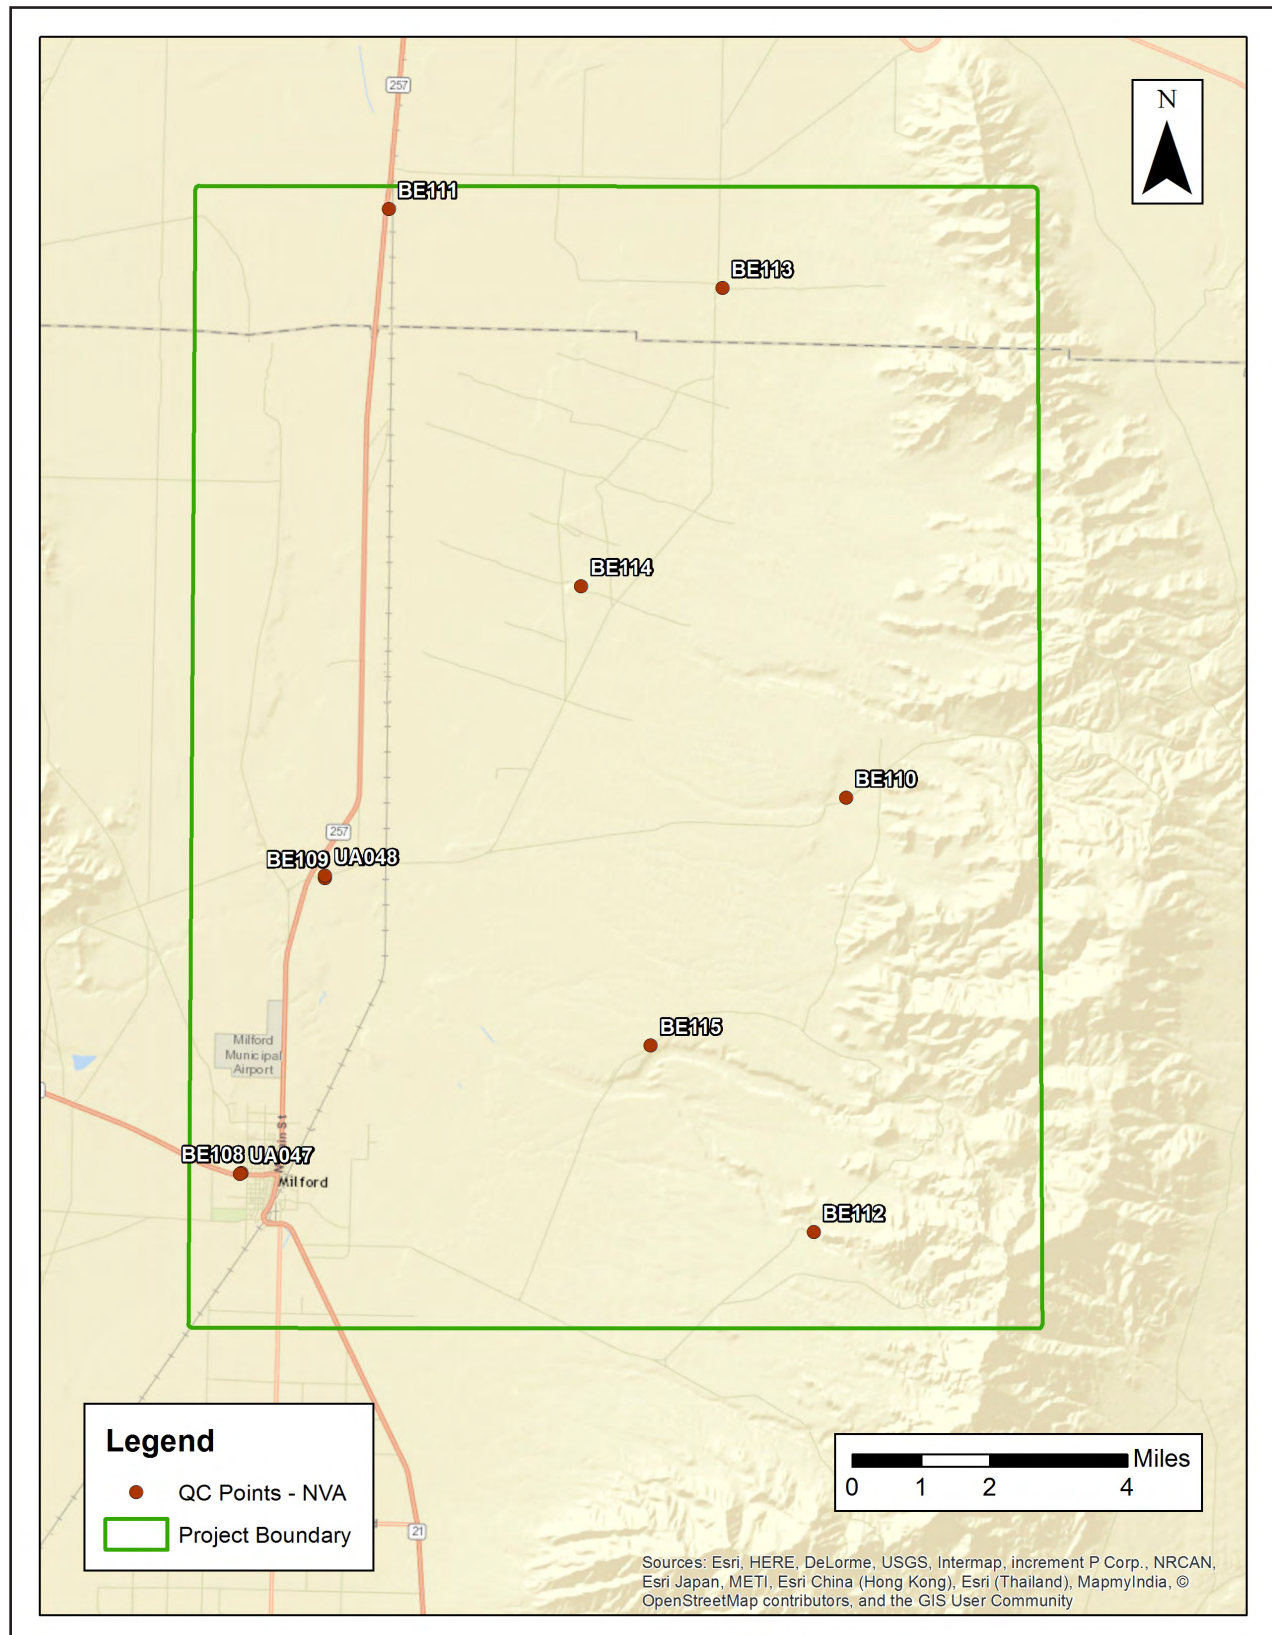 257
N
BE111
BE113
BE114
BE110
257
BE109 UA048
BE115
Milford
Municipal
Airport
BE108 UA047
Milford
BE112
Legend
QC Points - NVA
Project Boundary
Miles
0 1 2 4
21
Sources: Esri, HERE, DeLorme, USGS, Intermap, increment P Corp., NRCAN,
Esri Japan, METI, Esri China (Hong Kong), Esri (Thailand), MapmyIndia, ©
OpenStreetMap contributors, and the GIS User Community